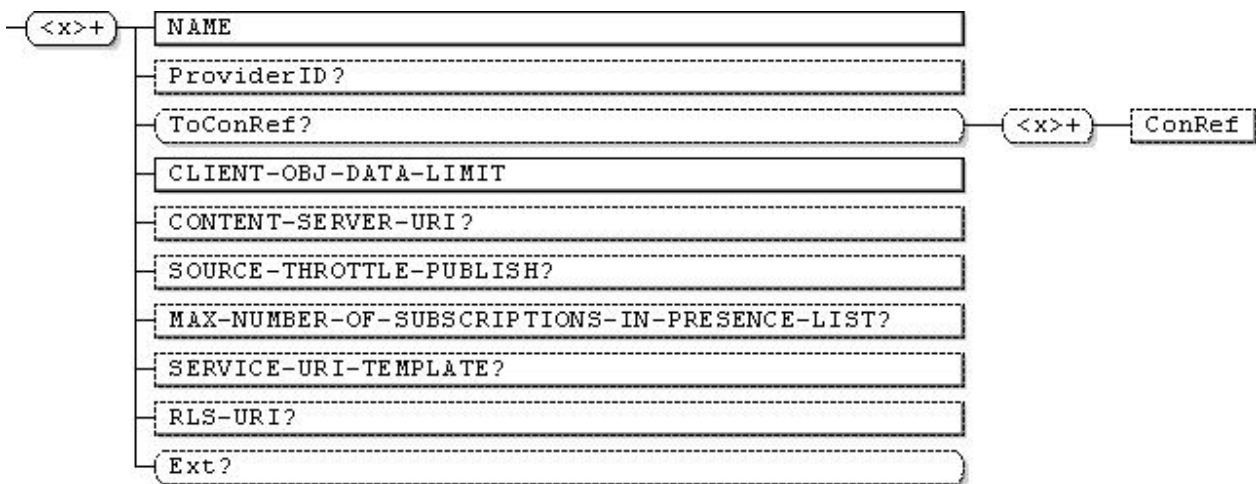 <x>+
NAME
ProviderID?
ToConRef?
<x>+
ConRef
CLIENT-OBJ-DATA-LIMIT
CONTENT-SERVER-URI?
SOURCE-THROTTLE-PUBLISH?
MAX-NUMBER-OF-SUBSCRIPTIONS-IN-PRESENCE-LIST?
SERVICE-URI-TEMPLATE?
RLS-URI?
Ext?